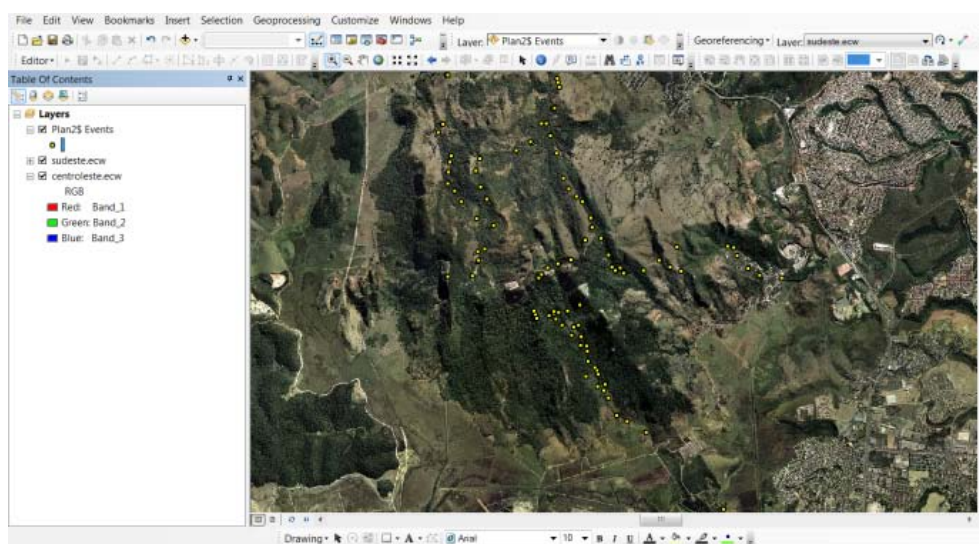 File Edit View Bookmarks Insert Selection Geoprocessing Customize Windows Help
Layer: Plan2$ Events Georeferencing Layer: sudeste.ecw
Editor
Table Of Contents
Layers
Plan2$ Events
sudeste.ecw
centroleste.ecw
RGB
Red: Band_1
Green: Band_2
Blue: Band_3
Drawing A Arial 10 B I U A